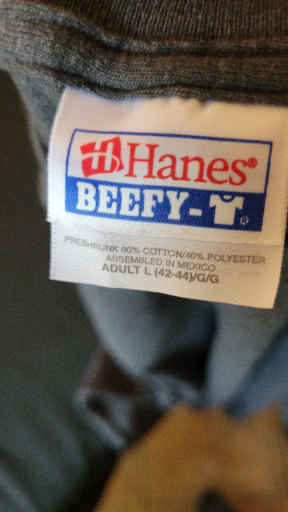 Hanes®
BEEFY-T®
PRESHRUNK 60% COTTON/40% POLYESTER
ASSEMBLED IN MEXICO
ADULT L (42-44)/G/G